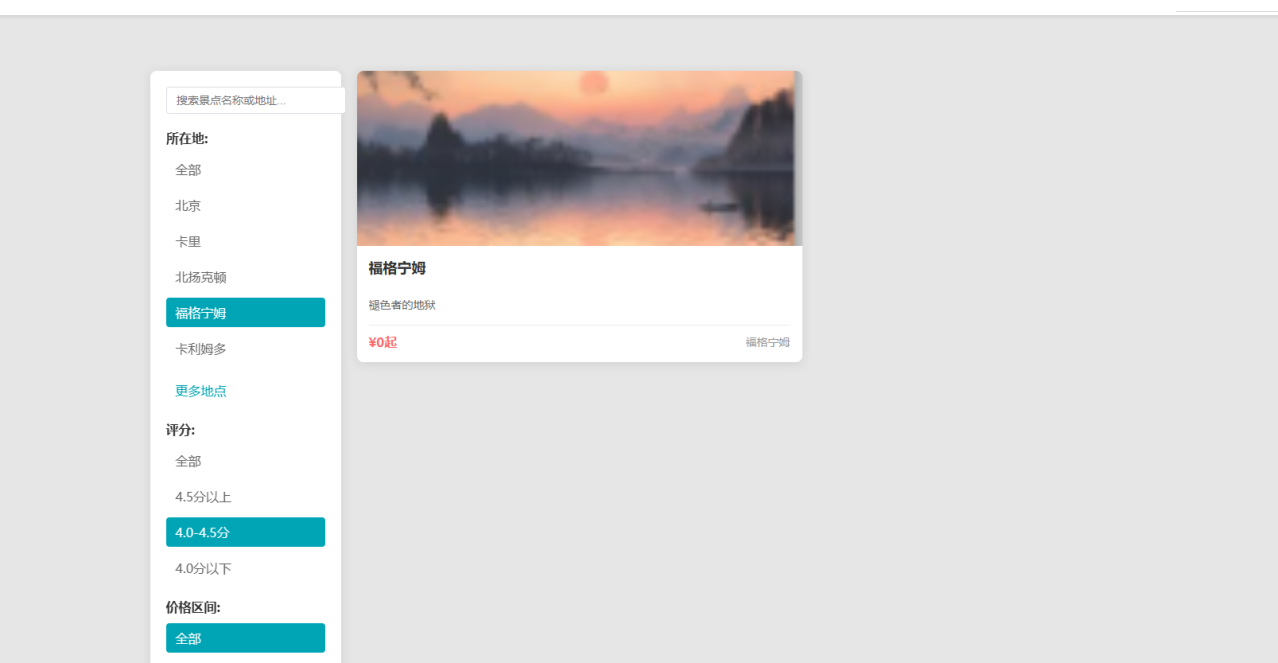 搜索景点名称或地址...
所在地:
全部
北京
卡里
北扬克顿
福格宁姆
卡利姆多
更多地点
评分:
全部
4.5分以上
4.0-4.5分
4.0分以下
价格区间:
全部
福格宁姆
褪色者的地狱
¥0起
福格宁姆